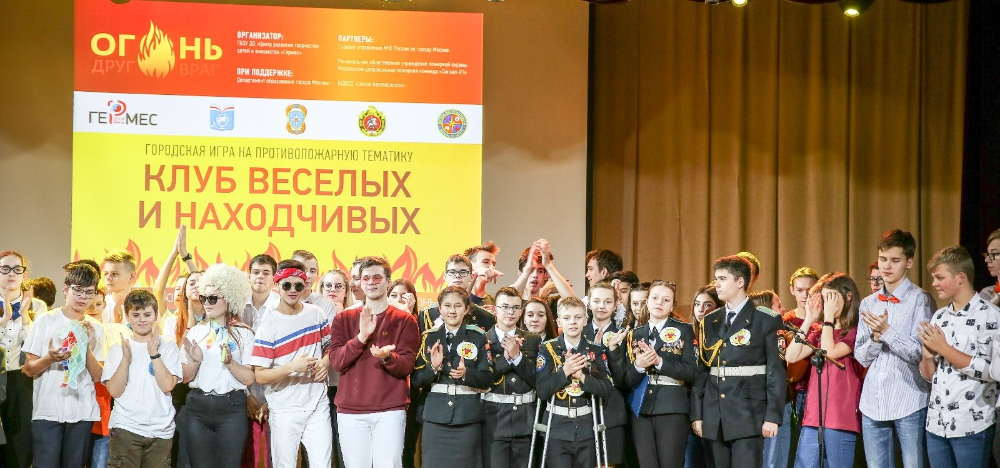 ОГОНЬ
ДРУГ ВРАГ
ОРГАНИЗАТОР:
ГБОУ ДО «Центр развития творчества
детей и юношества «Гермес»
ПРИ ПОДДЕРЖКЕ:
Департамент образования города Москвы
ПАРТНЕРЫ:
Главное управление МЧС России по городу Москве
Региональное общественное учреждение пожарной охраны
Московская добровольная пожарная команда «Сигнал-01»
ВДЮОД «Школа безопасности»
ГЕРМЕС
ЦЕНТР
ГОРОДСКАЯ ИГРА НА ПРОТИВОПОЖАРНУЮ ТЕМАТИКУ
КЛУБ ВЕСЕЛЫХ
И НАХОДЧИВЫХ